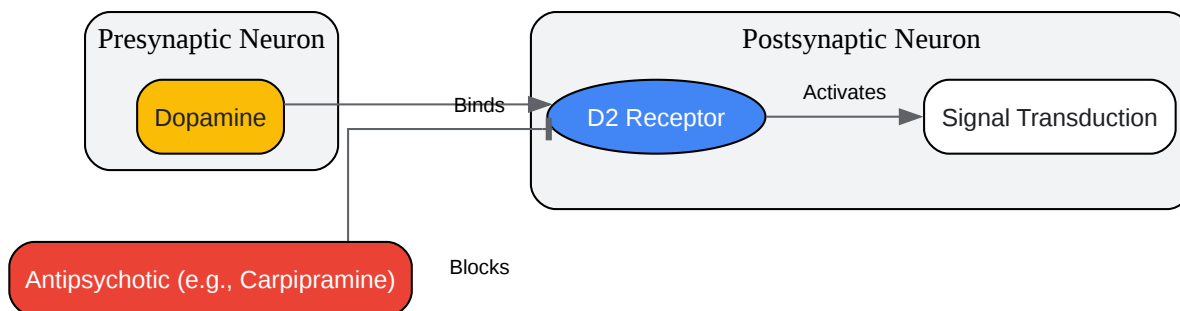 Presynaptic Neuron
Postsynaptic Neuron
Dopamine
Binds
D2 Receptor
Activates
Signal Transduction
Antipsychotic (e.g., Carpipramine)
Blocks